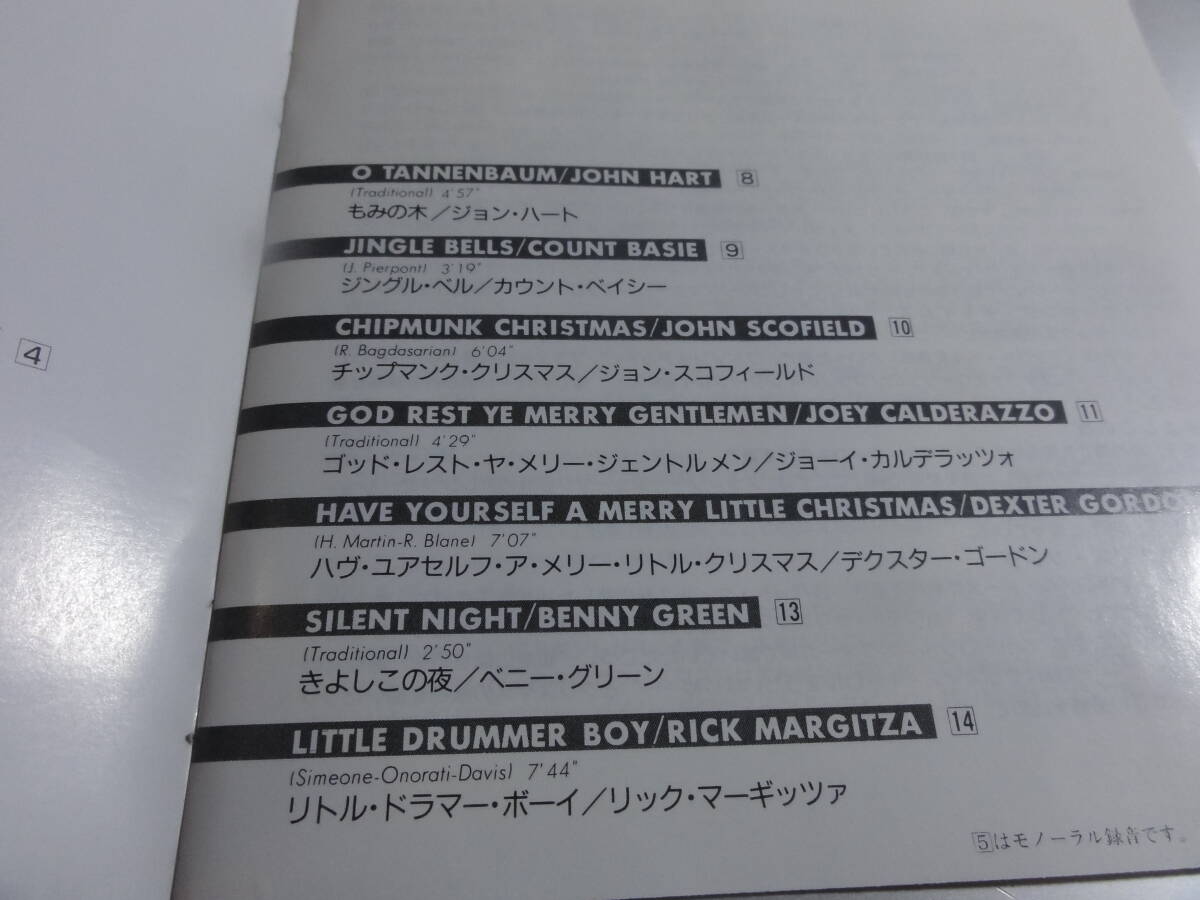 4
O TANNENBAUM/JOHN HART 8
(Traditional) 4'57"
もみの木/ジョン・ハート
JINGLE BELLS/COUNT BASIE 9
(J. Pierpont) 3'19"
ジングル・ベル/カウント・ベイシー
CHIPMUNK CHRISTMAS/JOHN SCOFIELD 10
(R. Bagdasarian) 6'04"
チップマンク・クリスマス/ジョン・スコフィールド
GOD REST YE MERRY GENTLEMEN/JOEY CALDERAZZO 11
(Traditional) 4'29"
ゴッド・レスト・ヤ・メリー・ジェントルメン/ジョーイ・カルデラッツォ
HAVE YOURSELF A MERRY LITTLE CHRISTMAS/DEXTER GORDO
(H. Martin-R. Blane) 7'07"
ハヴ・ユアセルフ・ア・メリー・リトル・クリスマス/デクスター・ゴードン
SILENT NIGHT/BENNY GREEN 13
(Traditional) 2'50"
きよしこの夜/ベニー・グリーン
LITTLE DRUMMER BOY/RICK MARGITZA 14
(Simeone-Onorati-Davis) 7'44"
リトル・ドラマー・ボーイ/リック・マーギッツァ
5はモノーラル録音です。